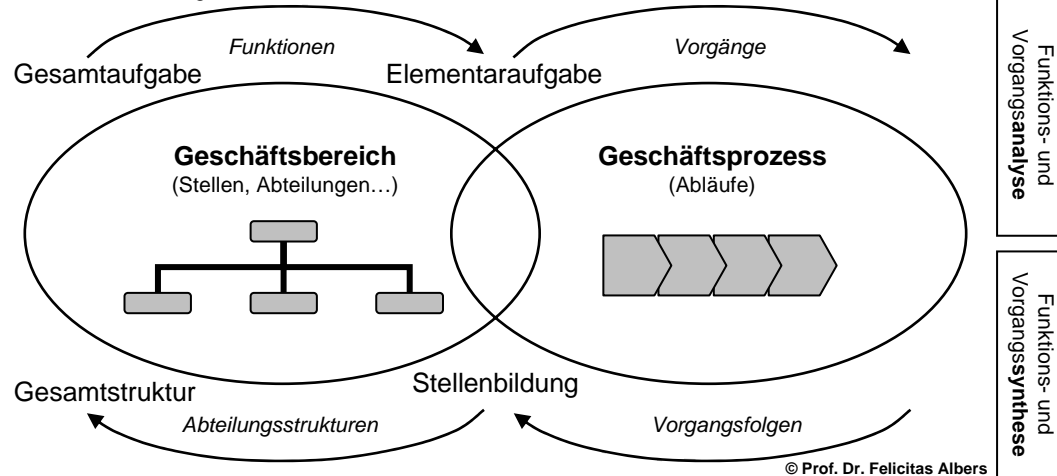 Funktionen
Vorgänge
Gesamtaufgabe
Elementaraufgabe
Geschäftsbereich
(Stellen, Abteilungen…)
Geschäftsprozess
(Abläufe)
Gesamtstruktur
Stellenbildung
Abteilungsstrukturen
Vorgangsfolgen
© Prof. Dr. Felicitas Albers
Funktions- und
Vorgangsanalyse
Funktions- und
Vorgangssynthese